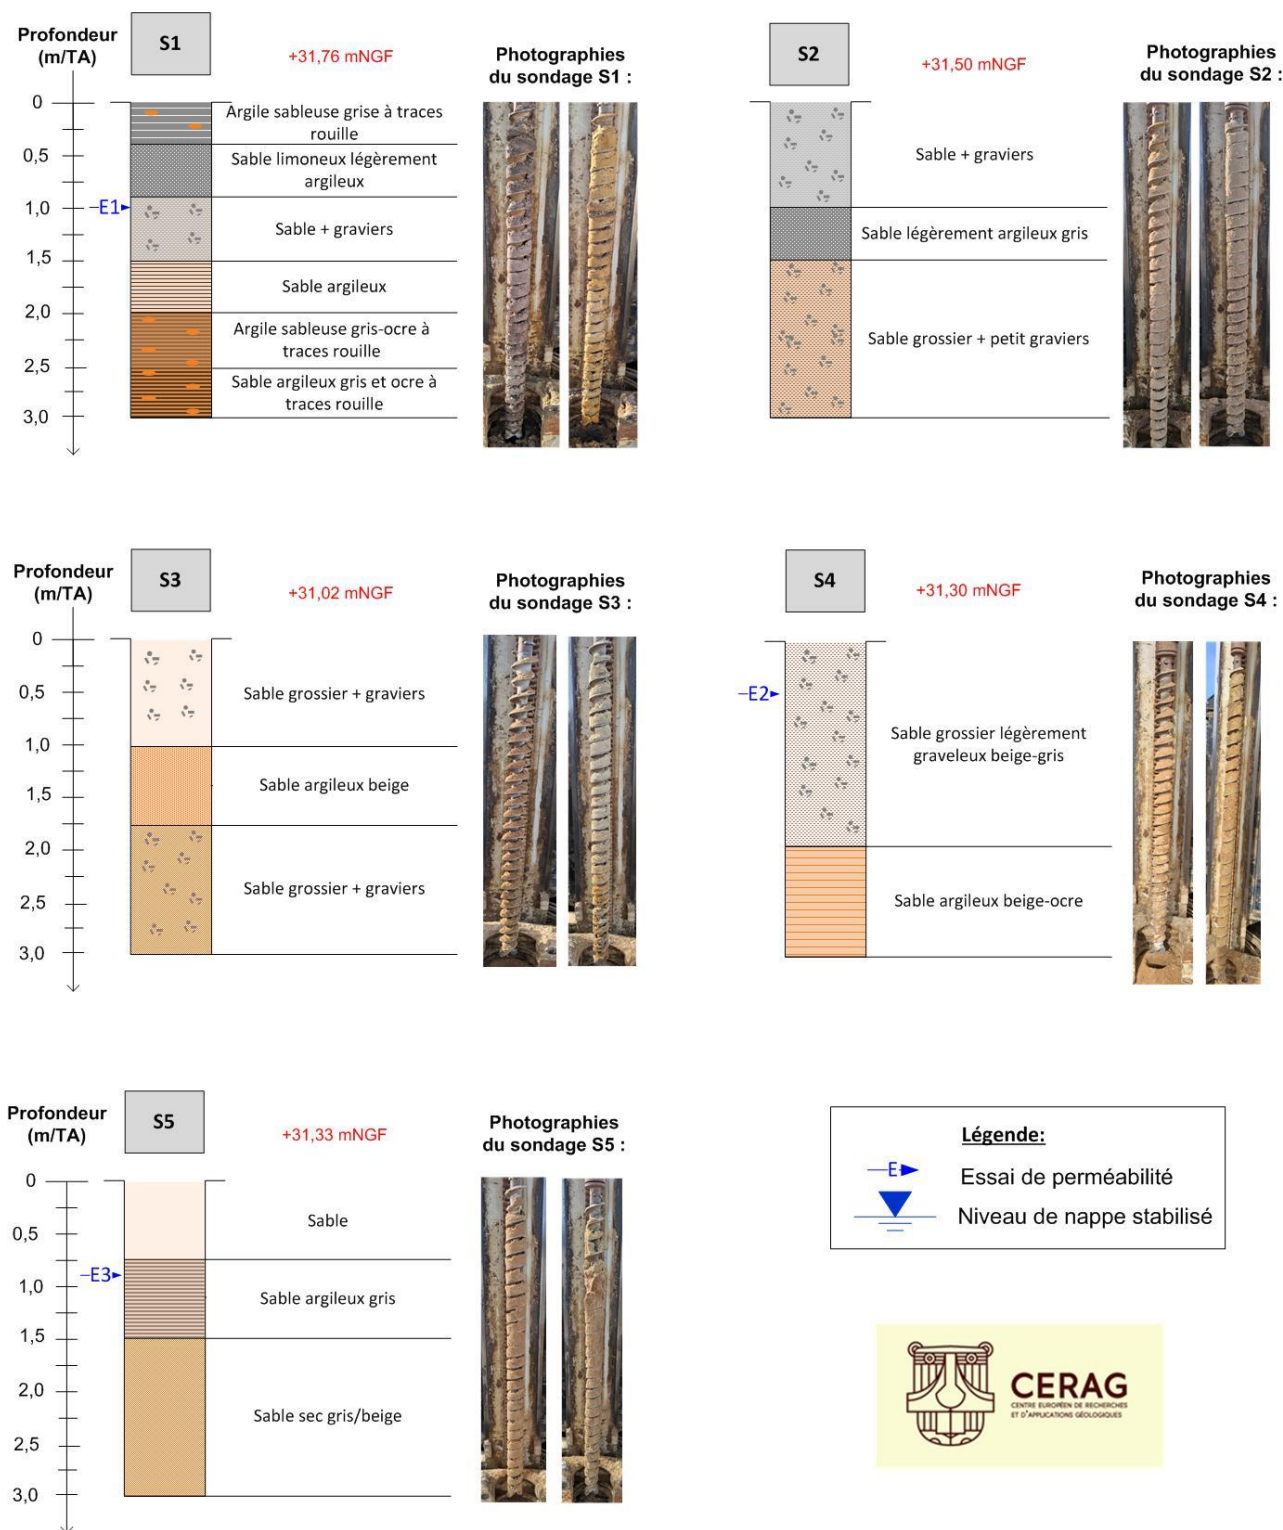 Profondeur
(m/TA)
S1
+31,76 mNGF
Photographies
du sondage S1 :
0
0,5
1,0
1,5
2,0
2,5
3,0
E1
Argile sableuse grise à traces
rouille
Sable limoneux légèrement
argileux
Sable + graviers
Sable argileux
Argile sableuse gris-ocre à
traces rouille
Sable argileux gris et ocre à
traces rouille
S2
+31,50 mNGF
Photographies
du sondage S2 :
Sable + graviers
Sable légèrement argileux gris
Sable grossier + petit graviers
Profondeur
(m/TA)
S3
+31,02 mNGF
Photographies
du sondage S3 :
0
0,5
1,0
1,5
2,0
2,5
3,0
Sable grossier + graviers
Sable argileux beige
Sable grossier + graviers
S4
+31,30 mNGF
Photographies
du sondage S4 :
E2
Sable grossier légèrement
graveleux beige-gris
Sable argileux beige-ocre
Profondeur
(m/TA)
S5
+31,33 mNGF
Photographies
du sondage S5 :
0
0,5
1,0
1,5
2,0
2,5
3,0
E3
Sable
Sable argileux gris
Sable sec gris/beige
Légende:
E
Essai de perméabilité
Niveau de nappe stabilisé
CERAG
CENTRE EUROPÉEN DE RECHERCHES
ET D'APPLICATIONS GÉOLOGIQUES